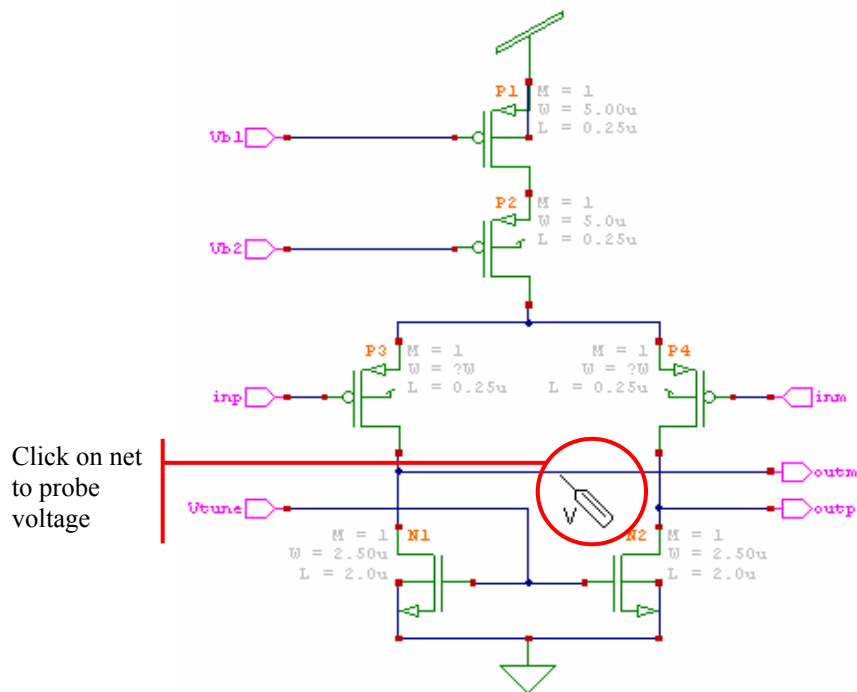 P1
M = 1
W = 5.00u
L = 0.25u
Vb1
P2
M = 1
W = 5.0u
L = 0.25u
Vb2
P3
M = 1
W = ?W
L = 0.25u
M = 1
W = ?W
L = 0.25u
P4
inp
inm
Click on net
to probe
voltage
outm
Vtune
outp
V
M = 1
W = 2.50u
L = 2.0u
N1
N2
M = 1
W = 2.50u
L = 2.0u